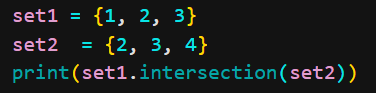 set1 = {1, 2, 3}
set2  = {2, 3, 4}
print(set1.intersection(set2))